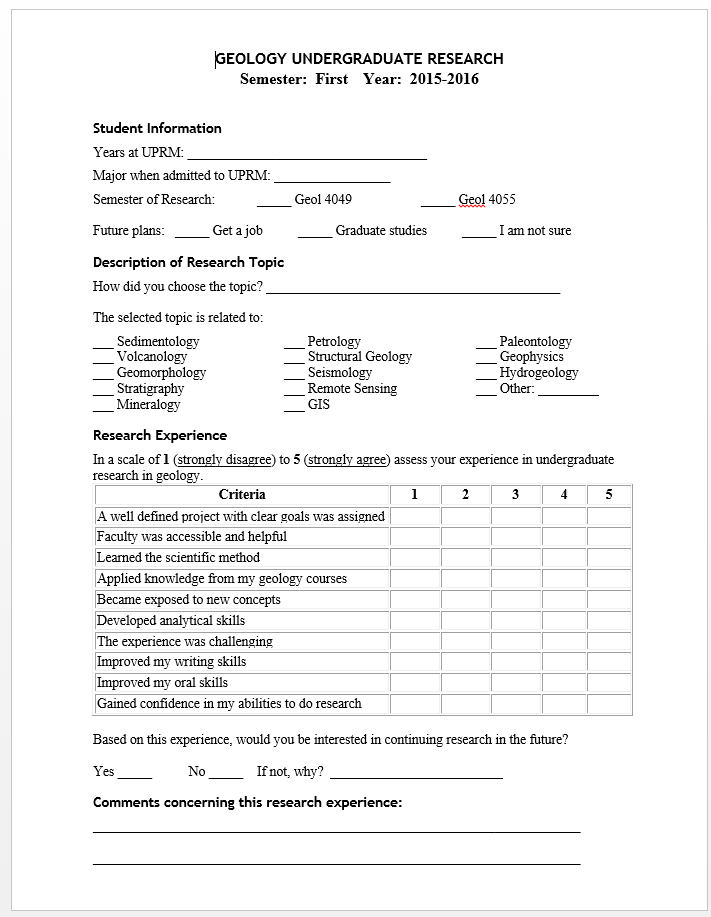 GEOLOGY UNDERGRADUATE RESEARCH
Semester: First Year: 2015-2016
Student Information
Years at UPRM: ___________________________________
Major when admitted to UPRM: _________________
Semester of Research: _____ Geol 4049 _____ Geol 4055
Future plans: _____ Get a job _____ Graduate studies _____ I am not sure
Description of Research Topic
How did you choose the topic? ___________________________________________
The selected topic is related to:
___ Sedimentology ___ Petrology ___ Paleontology
___ Volcanology ___ Structural Geology ___ Geophysics
___ Geomorphology ___ Seismology ___ Hydrogeology
___ Stratigraphy ___ Remote Sensing ___ Other: _________
___ Mineralogy ___ GIS
Research Experience
In a scale of 1 (strongly disagree) to 5 (strongly agree) assess your experience in undergraduate
research in geology.
Criteria 1 2 3 4 5
A well defined project with clear goals was assigned
Faculty was accessible and helpful
Learned the scientific method
Applied knowledge from my geology courses
Became exposed to new concepts
Developed analytical skills
The experience was challenging
Improved my writing skills
Improved my oral skills
Gained confidence in my abilities to do research
Based on this experience, would you be interested in continuing research in the future?
Yes _____ No _____ If not, why? _________________________
Comments concerning this research experience: